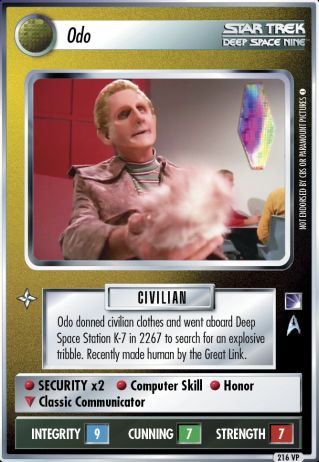 Odo
STAR TREK
DEEP SPACE NINE
NOT ENDORSED BY CBS OR PARAMOUNT PICTURES
CIVILIAN
Odo donned civilian clothes and went aboard Deep
Space Station K-7 in 2267 to search for an explosive
tribble. Recently made human by the Great Link.
SECURITY x2 Computer Skill Honor
Classic Communicator
INTEGRITY 9 CUNNING 7 STRENGTH 7
216 VP